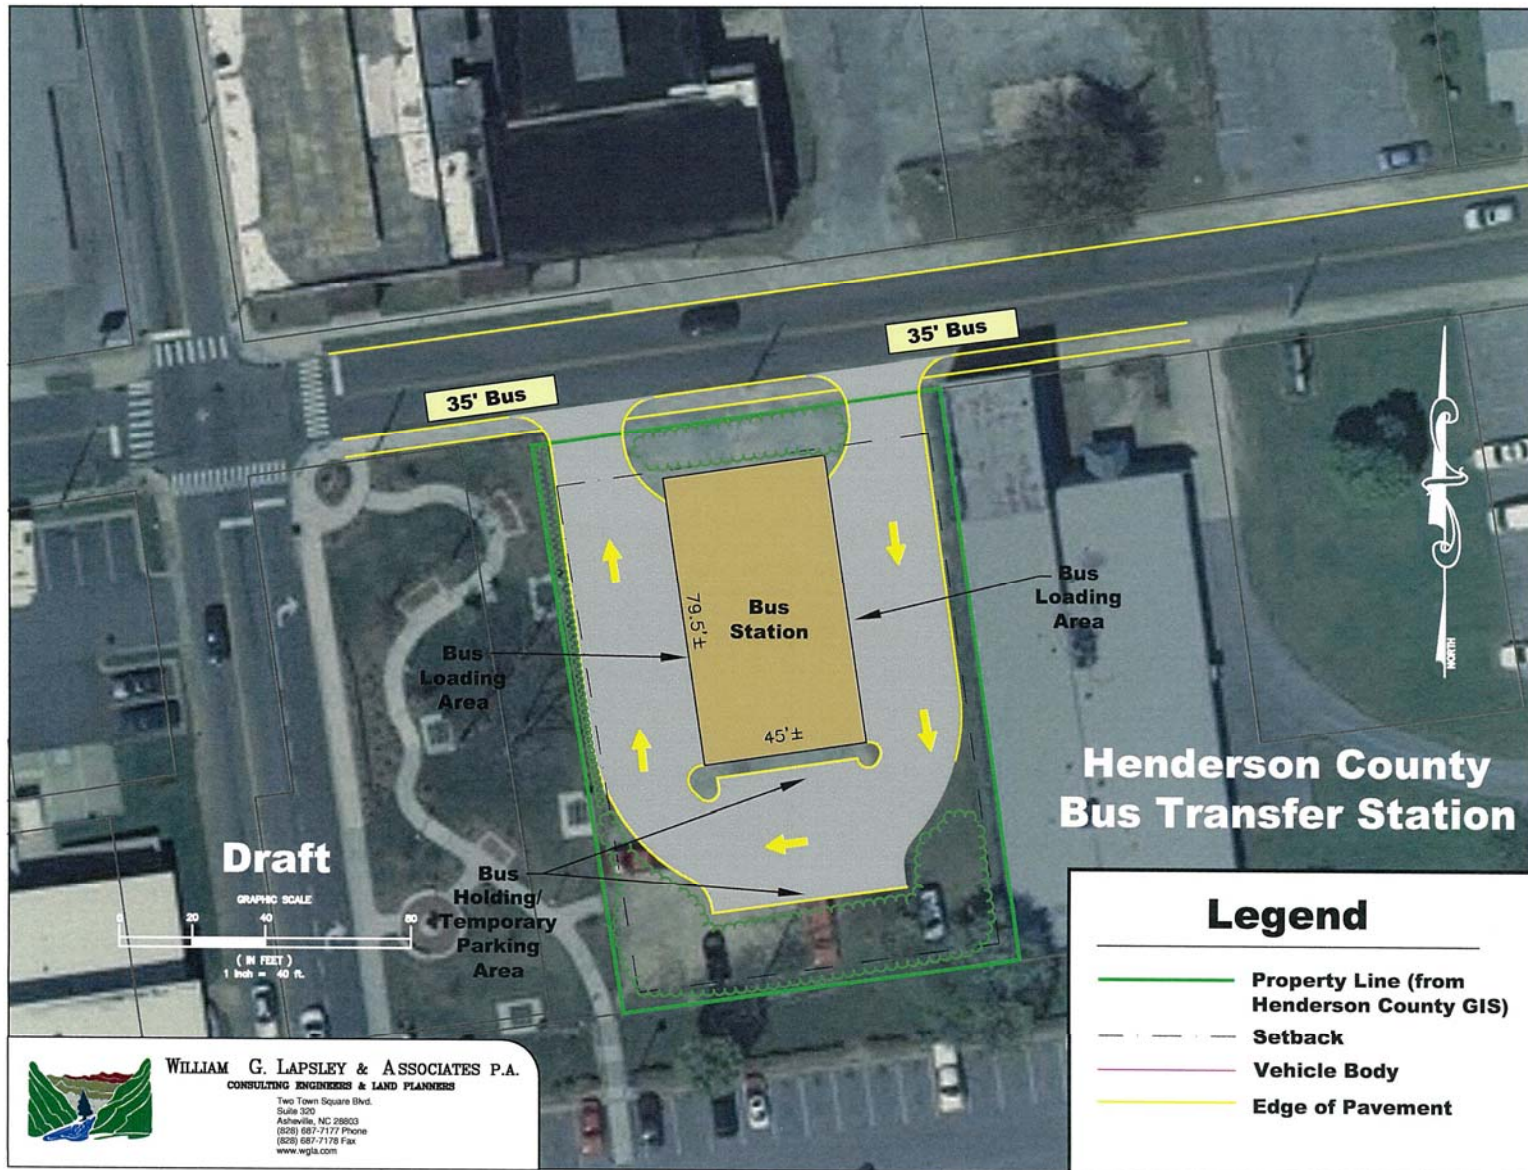 35' Bus
35' Bus
Bus
Station
79.5'±
45'±
Bus
Loading
Area
Bus
Loading
Area
Bus
Holding/
Temporary
Parking
Area
NORTH
Henderson County
Bus Transfer Station
Draft
GRAPHIC SCALE
0 20 40 80
( IN FEET )
1 inch = 40 ft.
Legend
Property Line (from
Henderson County GIS)
Setback
Vehicle Body
Edge of Pavement
WILLIAM G. LAPSLEY & ASSOCIATES P.A.
CONSULTING ENGINEERS & LAND PLANNERS
Two Town Square Blvd.
Suite 320
Asheville, NC 28803
(828) 687-7177 Phone
(828) 687-7178 Fax
www.wgla.com